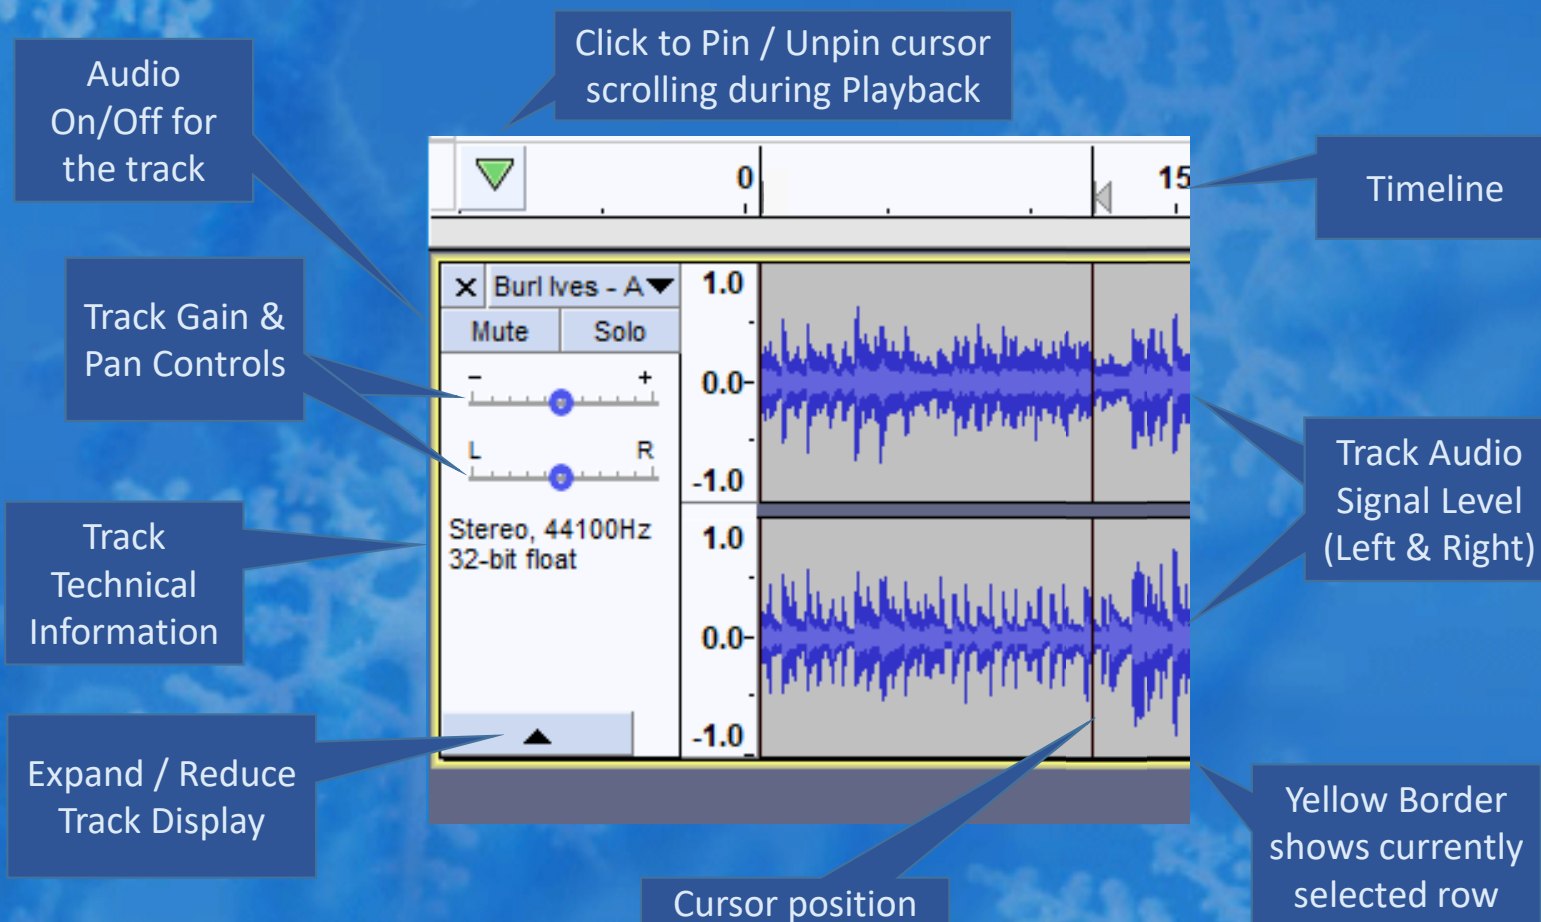 Click to Pin / Unpin cursor
scrolling during Playback
Audio
On/Off for
the track
0
15
Timeline
X Burl Ives - A
Mute Solo
Track Gain &
Pan Controls
- +
L R
1.0
0.0-
-1.0
Track Audio
Signal Level
(Left & Right)
Track
Technical
Information
Stereo, 44100Hz
32-bit float
1.0
0.0-
-1.0
Expand / Reduce
Track Display
Yellow Border
shows currently
selected row
Cursor position